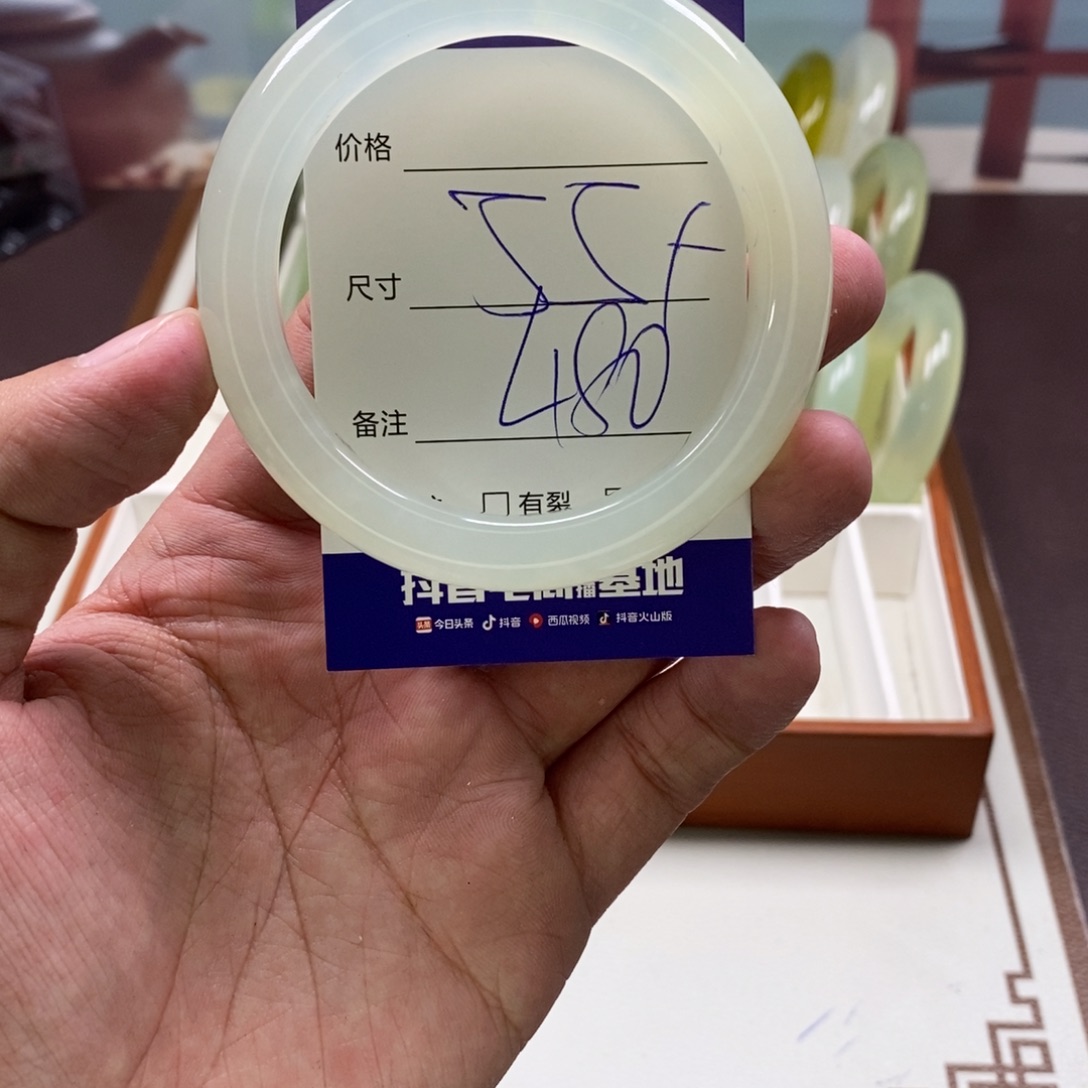 价格
尺寸
480
备注
有裂
抖音电商直播基地
今日头条 抖音 西瓜视频 抖音火山版